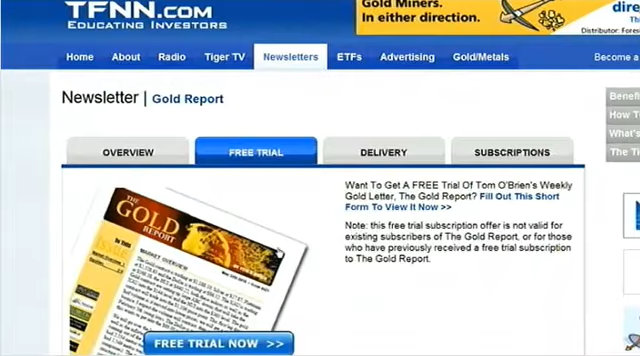 TFNN.COM
EDUCATING INVESTORS
Gold Miners.
In either direction.
dire
Thi
Distributor: Fores
Home About Radio Tiger TV Newsletters ETFs Advertising Gold/Metals Become a
Newsletter | Gold Report
Benefi
How T
What's
The Ti
OVERVIEW FREE TRIAL DELIVERY SUBSCRIPTIONS
Want To Get A FREE Trial Of Tom O'Brien's Weekly
Gold Letter, The Gold Report? Fill Out This Short
Form To View It Now >>
Note: this free trial subscription offer is not valid for
existing subscribers of The Gold Report, or for those
who have previously received a free trial subscription
to The Gold Report.
THE
GOLD
REPORT
MARKET OVERVIEW
FREE TRIAL NOW >>